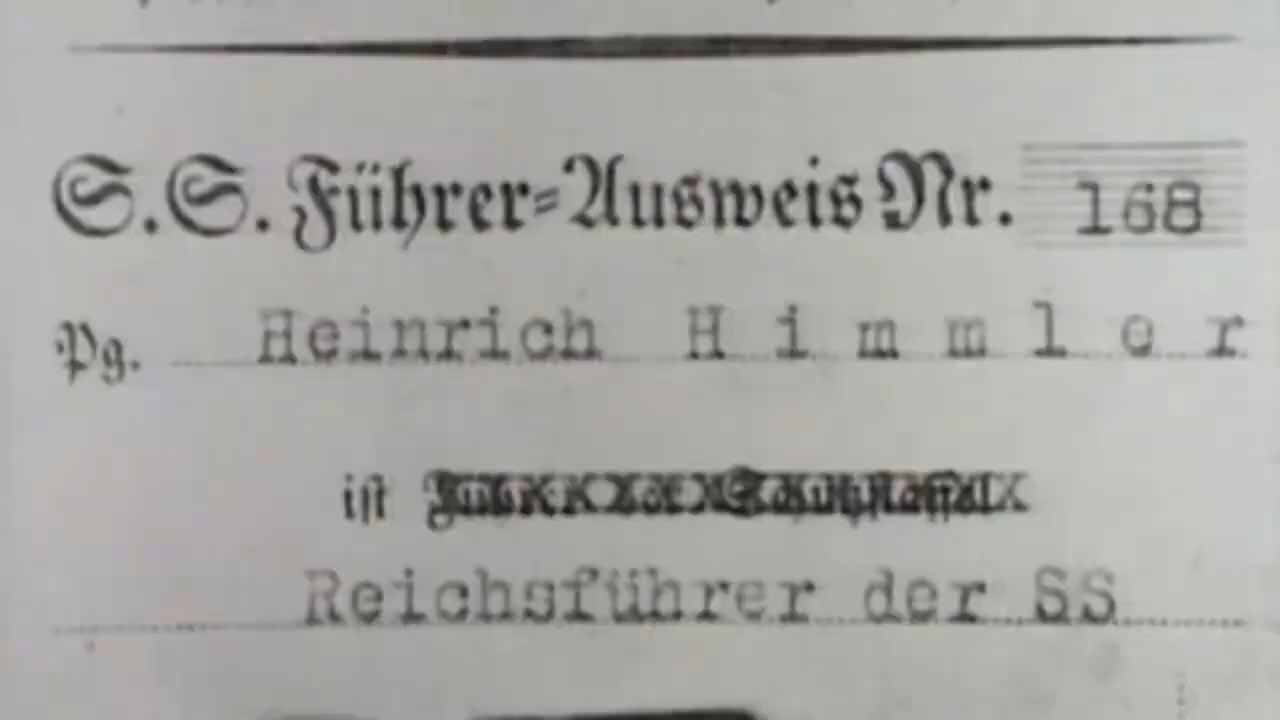 S.S. Führer-Ausweis Nr. 168
Pg. Heinrich Himmler
ist
Reichsführer der SS